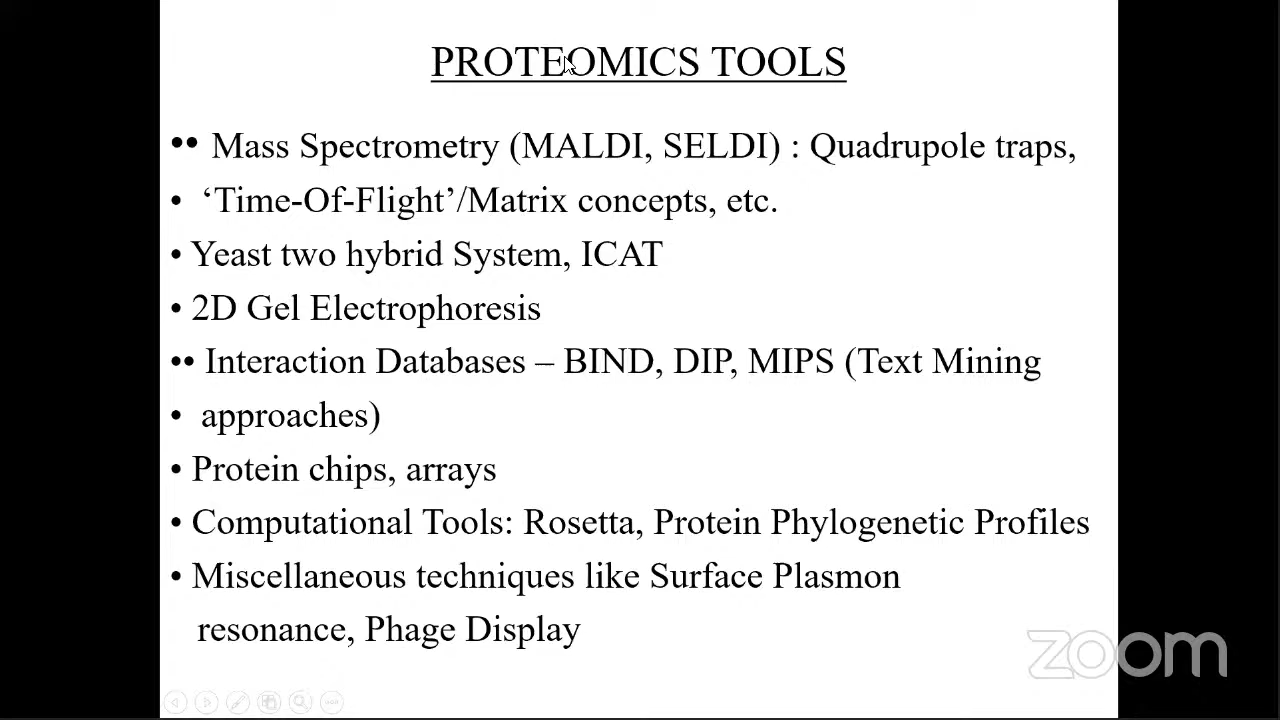 PROTEOMICS TOOLS
•• Mass Spectrometry (MALDI, SELDI) : Quadrupole traps,
• ‘Time-Of-Flight’/Matrix concepts, etc.
• Yeast two hybrid System, ICAT
• 2D Gel Electrophoresis
•• Interaction Databases – BIND, DIP, MIPS (Text Mining
• approaches)
• Protein chips, arrays
• Computational Tools: Rosetta, Protein Phylogenetic Profiles
• Miscellaneous techniques like Surface Plasmon
resonance, Phage Display
zoom